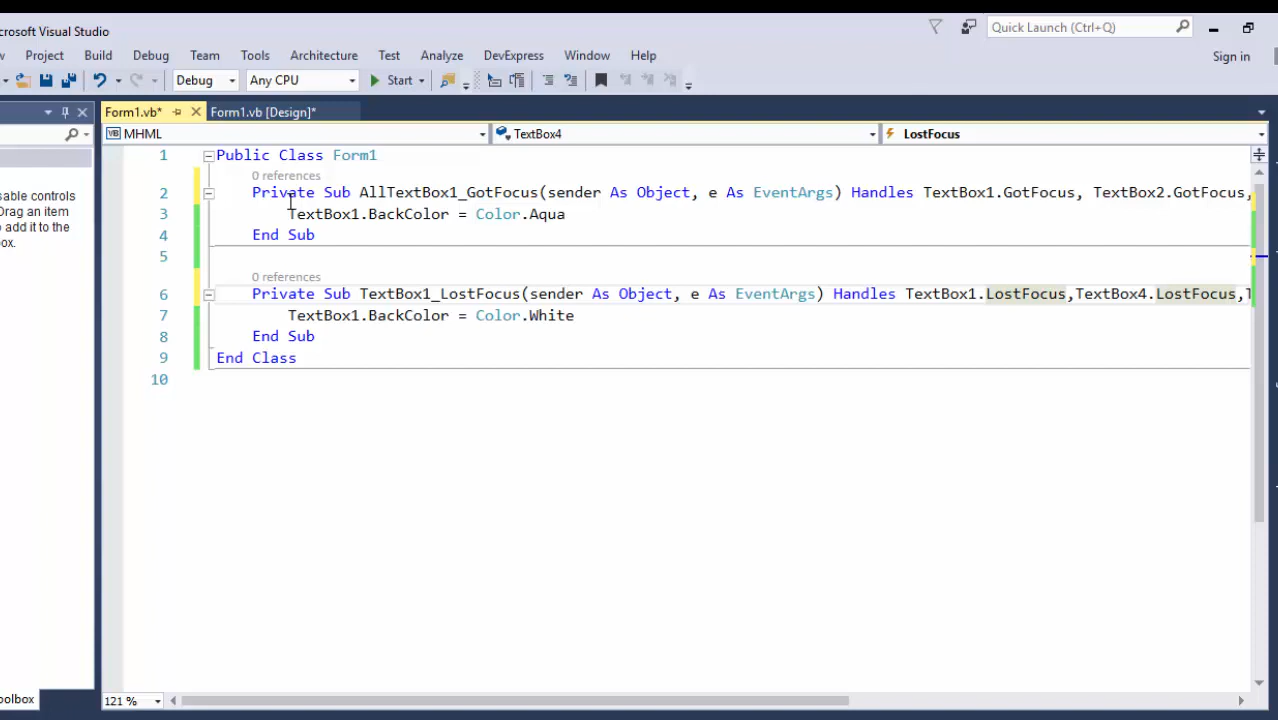 crosoft Visual Studio
Quick Launch (Ctrl+Q)
Project Build Debug Team Tools Architecture Test Analyze DevExpress Window Help
Sign in
Debug Any CPU Start
Form1.vb* Form1.vb [Design]*
MHML TextBox4 LostFocus
1 Public Class Form1
0 references
2 Private Sub AllTextBox1_GotFocus(sender As Object, e As EventArgs) Handles TextBox1.GotFocus, TextBox2.GotFocus,
3 TextBox1.BackColor = Color.Aqua
4 End Sub
5
0 references
6 Private Sub TextBox1_LostFocus(sender As Object, e As EventArgs) Handles TextBox1.LostFocus,TextBox4.LostFocus,T
7 TextBox1.BackColor = Color.White
8 End Sub
9 End Class
10
sable controls
Drag an item
o add it to the
ox.
oolbox
121 %